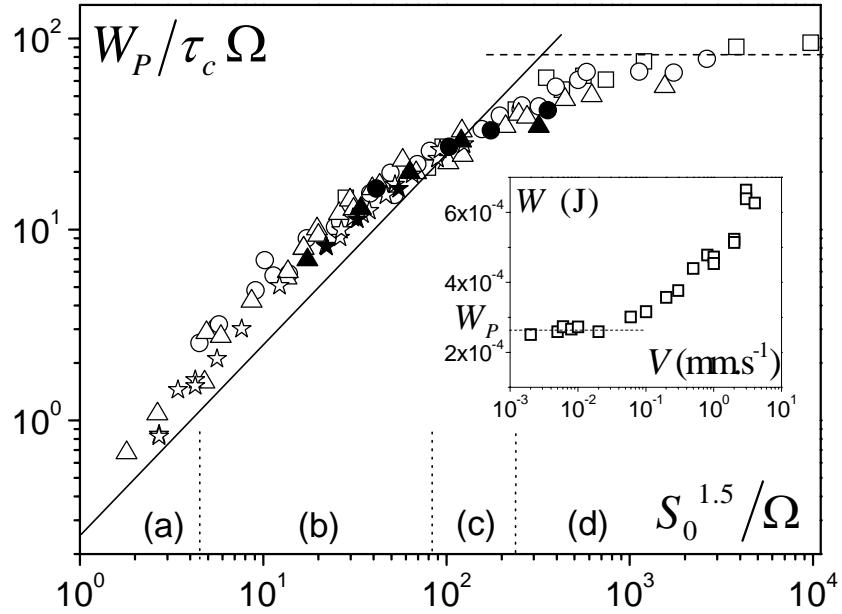 10²
W_P/τ_c Ω
10¹
10⁰
W (J)
6x10⁻⁴
4x10⁻⁴
W_P
2x10⁻⁴
V (mm.s⁻¹)
10⁻³ 10⁻² 10⁻¹ 10⁰ 10¹
(a) (b) (c) (d) S₀^1.5/Ω
10⁰ 10¹ 10² 10³ 10⁴